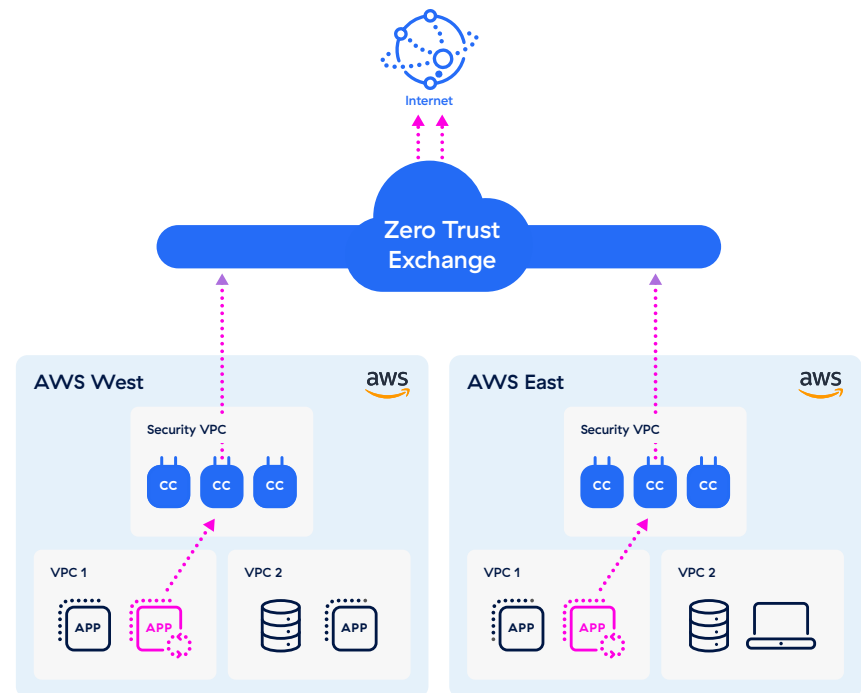 Internet
Zero Trust
Exchange
AWS West
aws
Security VPC
CC
CC
CC
VPC 1
APP
APP
VPC 2
APP
AWS East
aws
Security VPC
CC
CC
CC
VPC 1
APP
APP
VPC 2